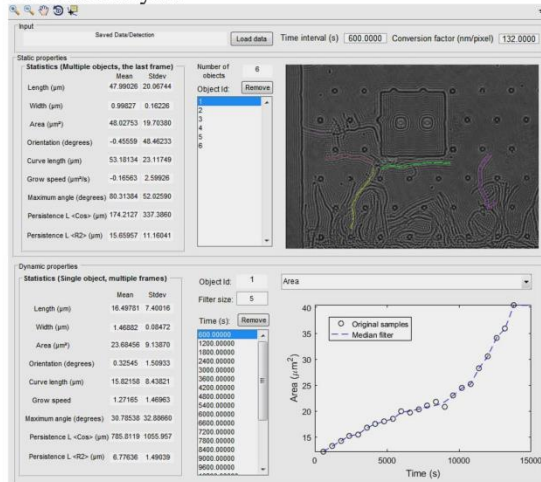 Input
Saved Data/Detection
Load data
Time interval (s) 600.0000 Conversion factor (nm/pixel) 132.0000
Static properties
Statistics (Multiple objects, the last frame)
Mean Stdev
Length (μm) 47.99026 20.06744
Width (μm) 0.99827 0.16226
Area (μm²) 48.02753 19.70380
Orientation (degrees) -0.45559 48.46233
Curve length (μm) 53.18134 23.11749
Grow speed (μm²/s) -0.16563 2.59926
Maximum angle (degrees) 80.31384 52.02590
Persistence L <Cos> (μm) 174.2127 337.3860
Persistence L <R2> (μm) 15.65957 11.16041
Number of objects 6
Object Id: Remove
1
2
3
4
5
6
Dynamic properties
Statistics (Single object, multiple frames)
Mean Stdev
Length (μm) 16.49781 7.40016
Width (μm) 1.46882 0.08472
Area (μm²) 23.68456 9.13870
Orientation (degrees) 0.32545 1.50933
Curve length (μm) 15.82158 8.43821
Grow speed 1.27165 1.46963
Maximum angle (degrees) 30.78538 32.88660
Persistence L <Cos> (μm) 785.8119 1055.957
Persistence L <R2> (μm) 6.77636 1.49039
Object Id: 1
Filter size: 5
Time (s): Remove
600.00000
1200.00000
1800.00000
2400.00000
3000.00000
3600.00000
4200.00000
4800.00000
5400.00000
6000.00000
6600.00000
7200.00000
7800.00000
8400.00000
9000.00000
9600.00000
Area
Original samples
Median filter
Area (μm²)
40
35
30
25
20
15
0 5000 10000 15000
Time (s)